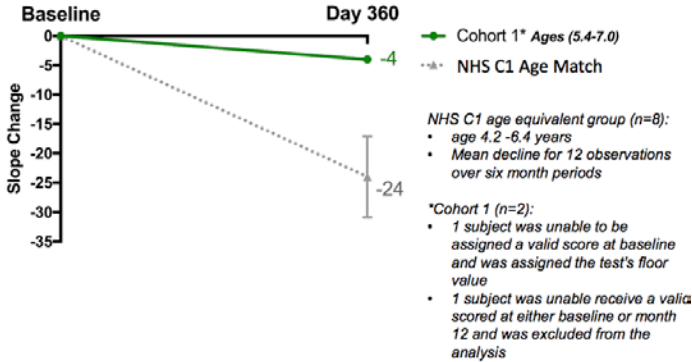 Baseline
Day 360
0
-5
-10
-15
-20
-25
-30
-35
Slope Change
-4
-24
Cohort 1* Ages (5.4-7.0)
NHS C1 Age Match
NHS C1 age equivalent group (n=8):
• age 4.2 -6.4 years
• Mean decline for 12 observations
over six month periods
*Cohort 1 (n=2):
• 1 subject was unable to be
assigned a valid score at baseline
and was assigned the test's floor
value
• 1 subject was unable receive a valid
scored at either baseline or month
12 and was excluded from the
analysis